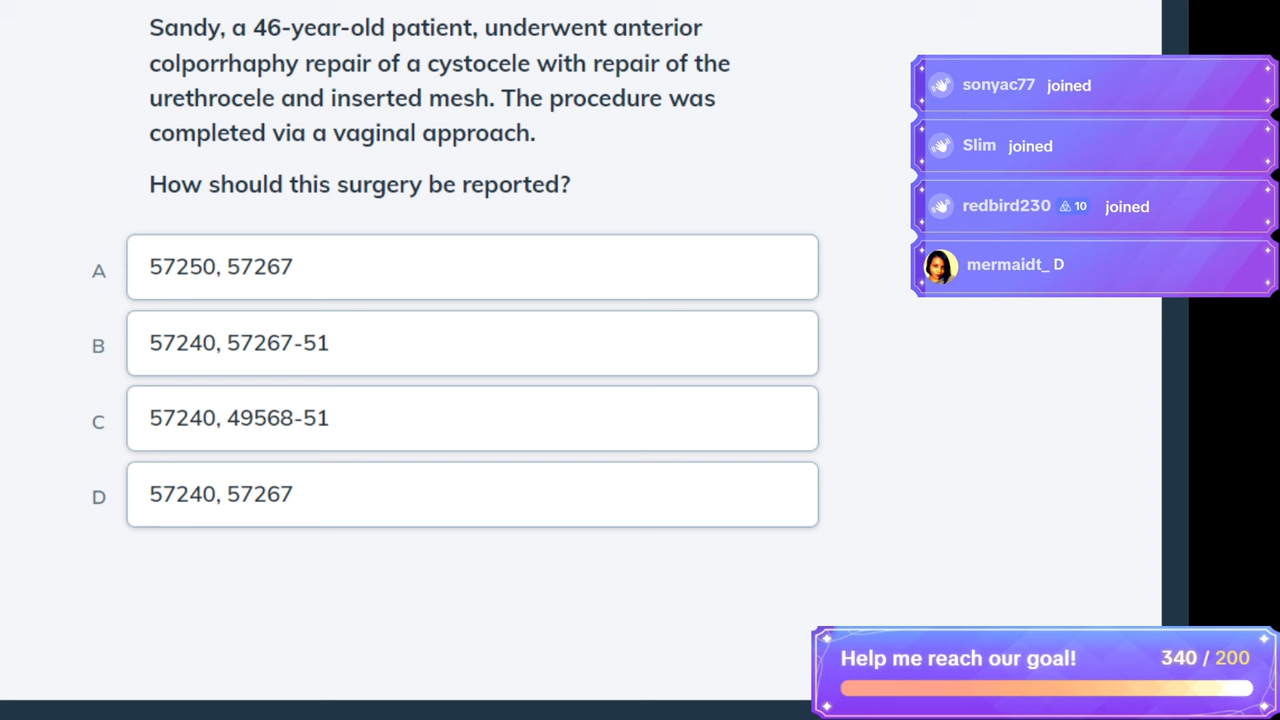 Sandy, a 46-year-old patient, underwent anterior
colporrhaphy repair of a cystocele with repair of the
urethrocele and inserted mesh. The procedure was
completed via a vaginal approach.
How should this surgery be reported?
A 57250, 57267
B 57240, 57267-51
C 57240, 49568-51
D 57240, 57267
sonyac77 joined
Slim joined
redbird230 10 joined
mermaidt_ D
Help me reach our goal! 340 / 200